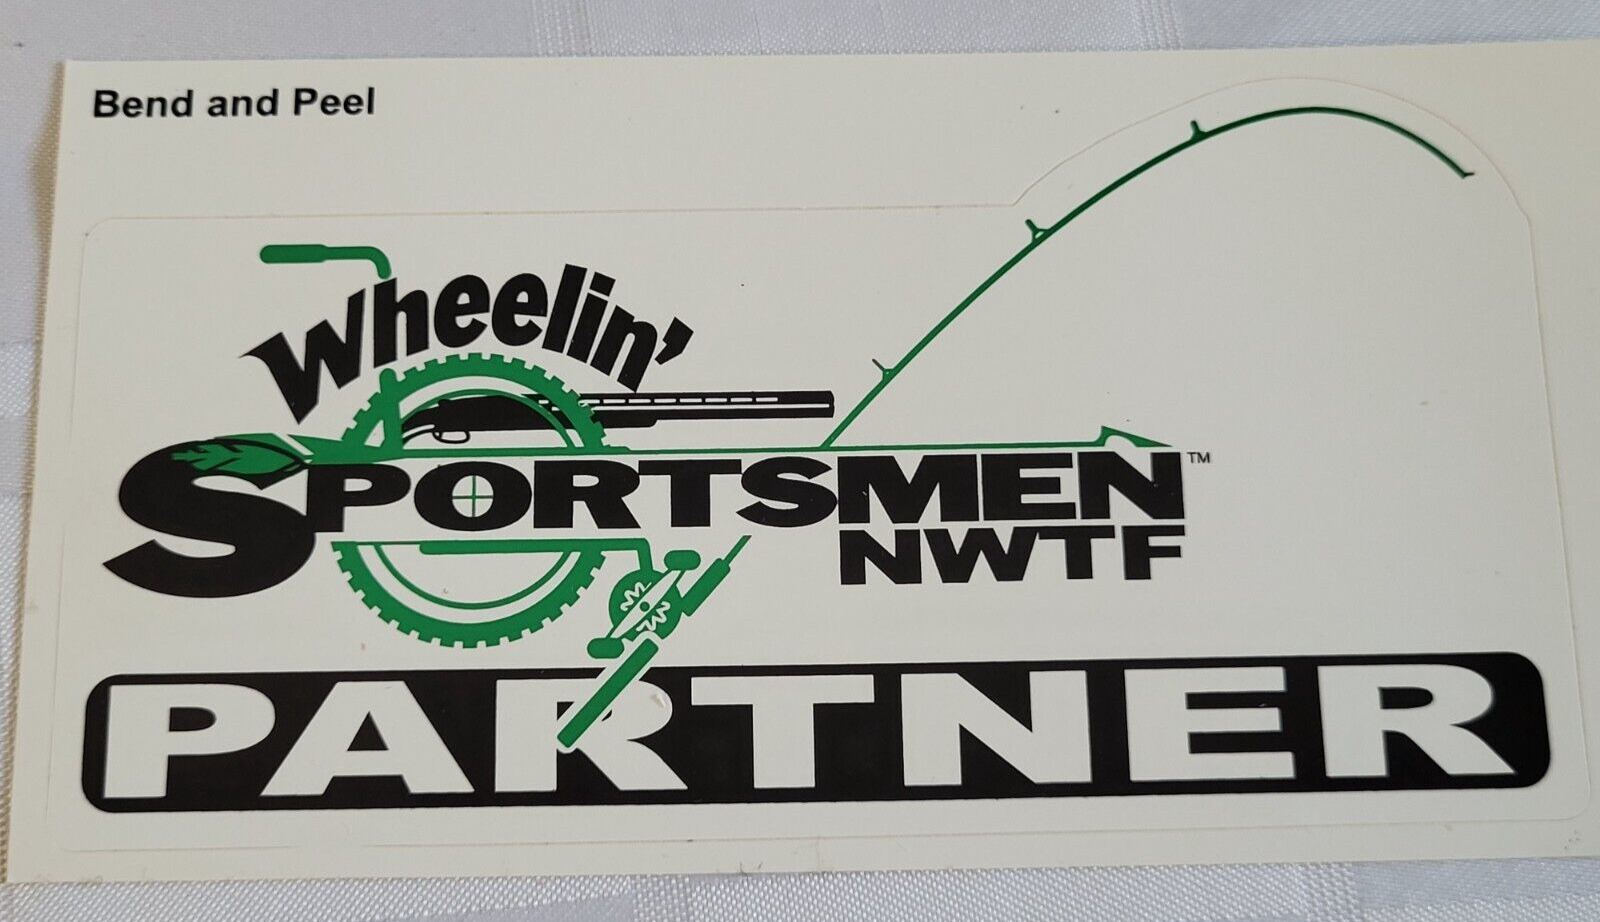 Bend and Peel
Wheelin'
SPORTSMEN™
NWTF
PARTNER